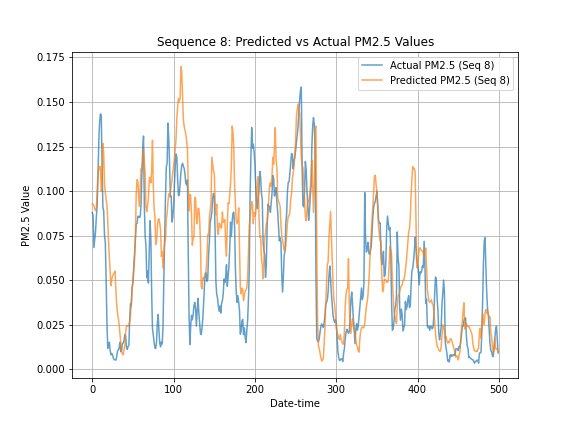 Sequence 8: Predicted vs Actual PM2.5 Values
Actual PM2.5 (Seq 8)
Predicted PM2.5 (Seq 8)
PM2.5 Value
0.175
0.150
0.125
0.100
0.075
0.050
0.025
0.000
0 100 200 300 400 500
Date-time